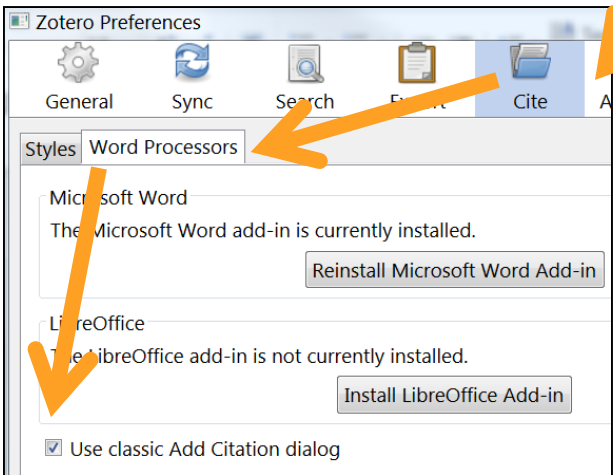 Zotero Preferences
General Sync Search Export Cite A
Styles Word Processors
Microsoft Word
The Microsoft Word add-in is currently installed.
Reinstall Microsoft Word Add-in
LibreOffice
The LibreOffice add-in is not currently installed.
Install LibreOffice Add-in
Use classic Add Citation dialog